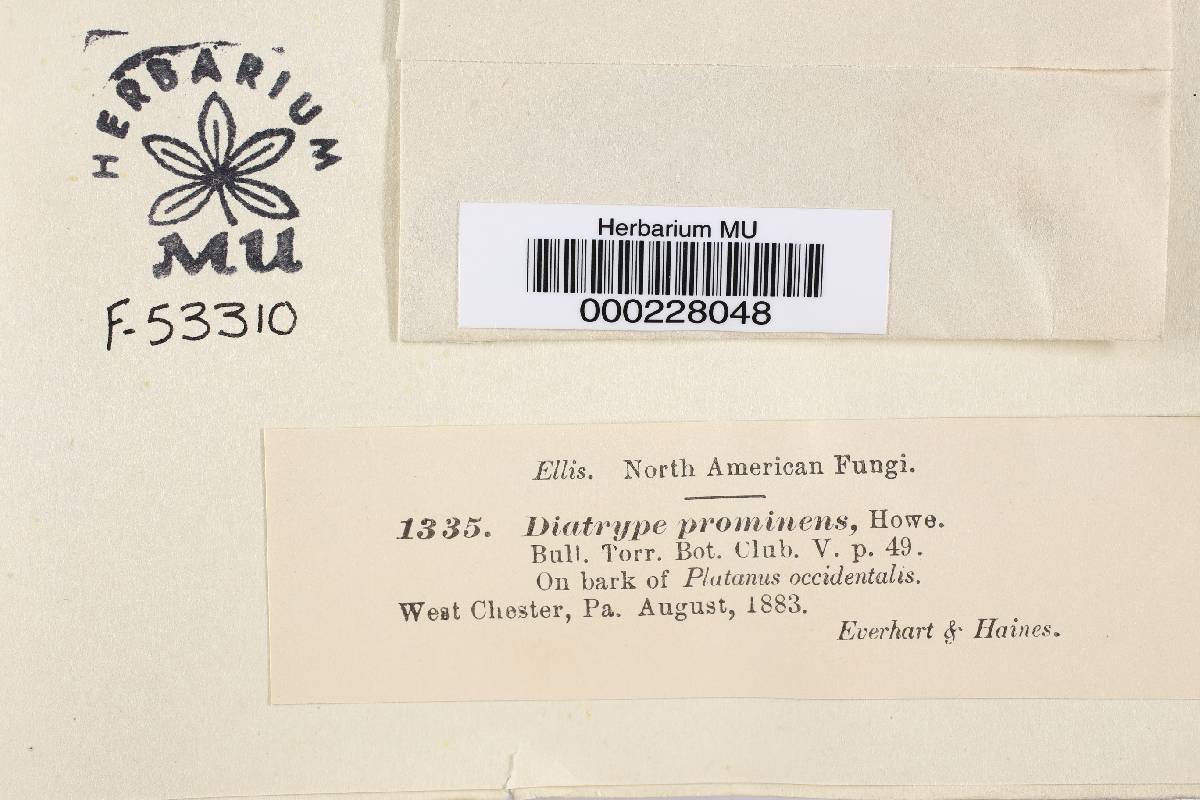 HERBARIUM
MU
F-53310
Herbarium MU
000228048
Ellis. North American Fungi.
1335. Diatrype prominens, Howe.
Bull. Torr. Bot. Club. V. p. 49.
On bark of Platanus occidentalis.
West Chester, Pa. August, 1883.
Everhart & Haines.